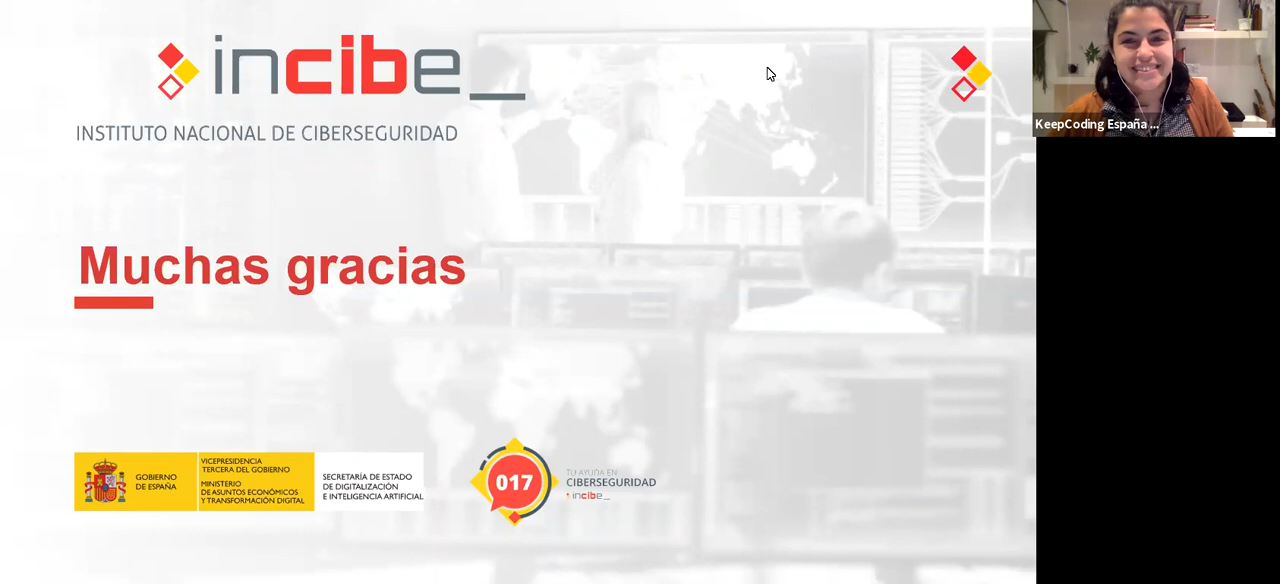 incibe_
INSTITUTO NACIONAL DE CIBERSEGURIDAD
KeepCoding España ...
Muchas gracias
GOBIERNO
DE ESPAÑA
VICEPRESIDENCIA
TERCERA DEL GOBIERNO
MINISTERIO
DE ASUNTOS ECONÓMICOS
Y TRANSFORMACIÓN DIGITAL
SECRETARÍA DE ESTADO
DE DIGITALIZACIÓN
E INTELIGENCIA ARTIFICIAL
017
TU AYUDA EN
CIBERSEGURIDAD
incibe_